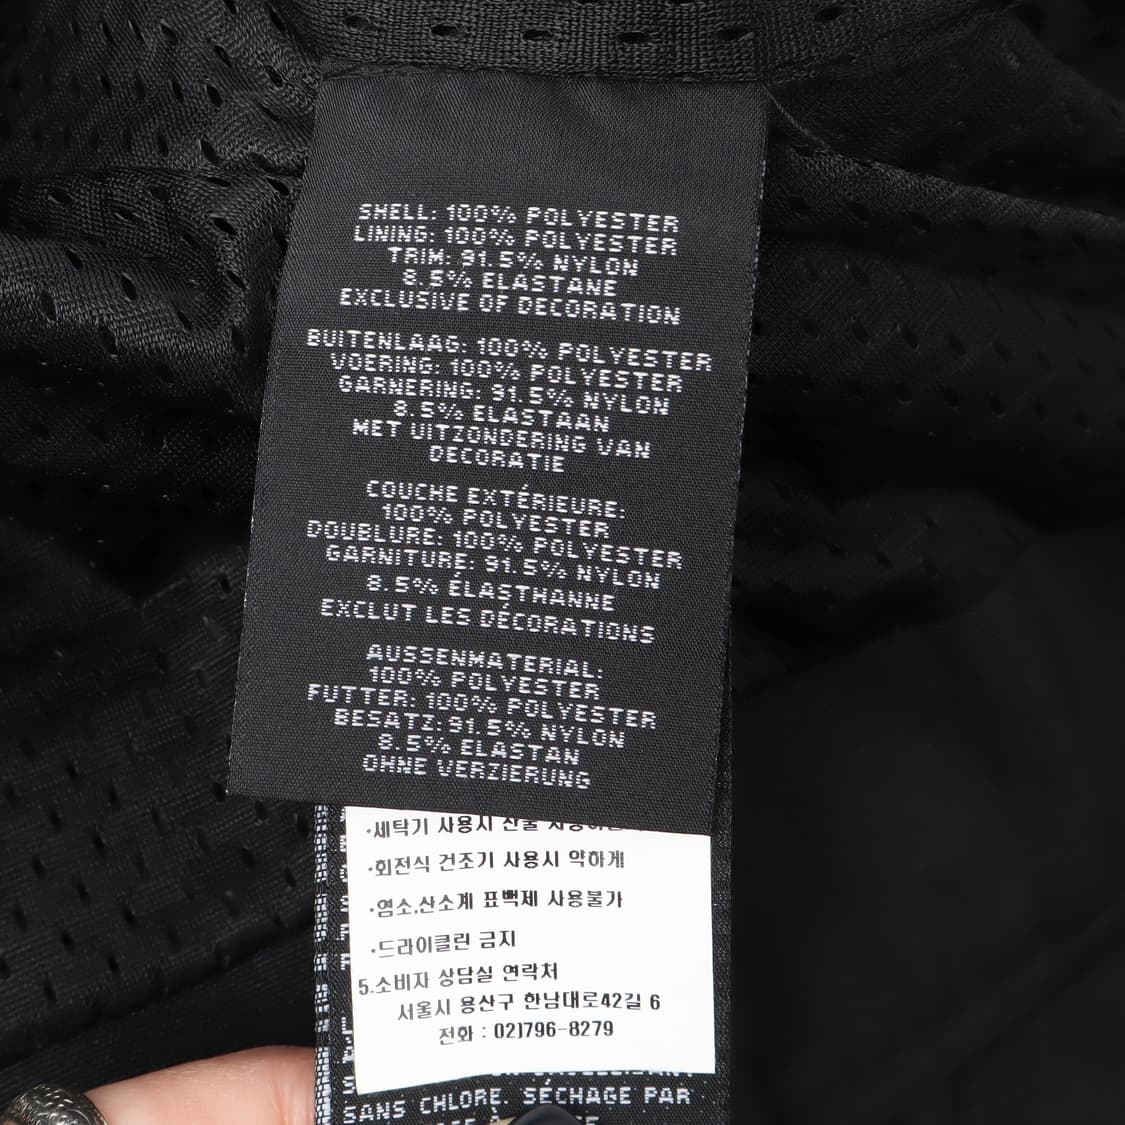 SHELL: 100% POLYESTER
LINING: 100% POLYESTER
TRIM: 91.5% NYLON
8.5% ELASTANE
EXCLUSIVE OF DECORATION
BUITENLAAG: 100% POLYESTER
VOERING: 100% POLYESTER
GARNERING: 91.5% NYLON
8.5% ELASTAAN
MET UITZONDERING VAN
DECORATIE
COUCHE EXTÉRIEURE:
100% POLYESTER
DOUBLURE: 100% POLYESTER
GARNITURE: 91.5% NYLON
8.5% ÉLASTHANNE
EXCLUT LES DÉCORATIONS
AUSSENMATERIAL:
100% POLYESTER
FUTTER: 100% POLYESTER
BESATZ: 91.5% NYLON
8.5% ELASTAN
OHNE VERZIERUNG
·세탁기 사용시
·회전식 건조기 사용시 약하게
·염소,산소계 표백제 사용불가
·드라이클린 금지
5.소비자 상담실 연락처
서울시 용산구 한남대로42길 6
전화 : 02)796-8279
SANS CHLORE. SÉCHAGE PAR